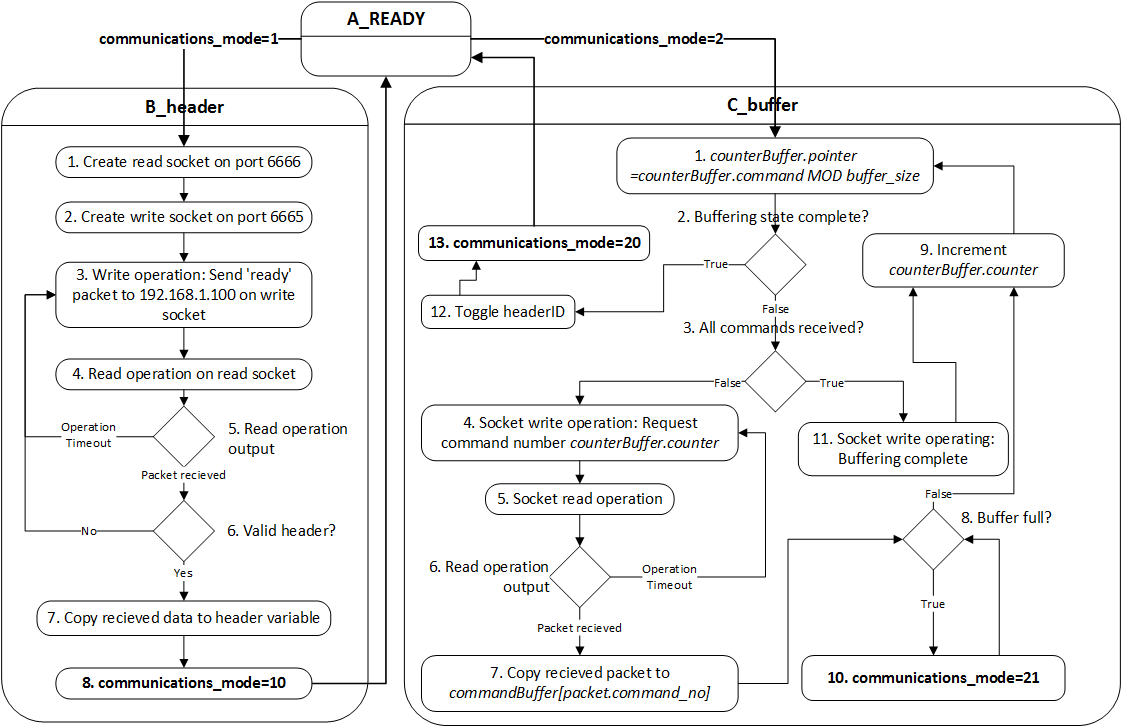 A_READY
communications_mode=1
communications_mode=2
B_header
1. Create read socket on port 6666
2. Create write socket on port 6665
3. Write operation: Send 'ready'
packet to 192.168.1.100 on write
socket
4. Read operation on read socket
Operation
Timeout
5. Read operation
output
Packet recieved
No
6. Valid header?
Yes
7. Copy recieved data to header variable
8. communications_mode=10
C_buffer
1. counterBuffer.pointer
=counterBuffer.command MOD buffer_size
2. Buffering state complete?
True
False
13. communications_mode=20
12. Toggle headerID
9. Increment
counterBuffer.counter
3. All commands received?
False
True
4. Socket write operation: Request
command number counterBuffer.counter
11. Socket write operating:
Buffering complete
5. Socket read operation
6. Read operation
output
Operation
Timeout
Packet recieved
False
8. Buffer full?
True
7. Copy recieved packet to
commandBuffer[packet.command_no]
10. communications_mode=21